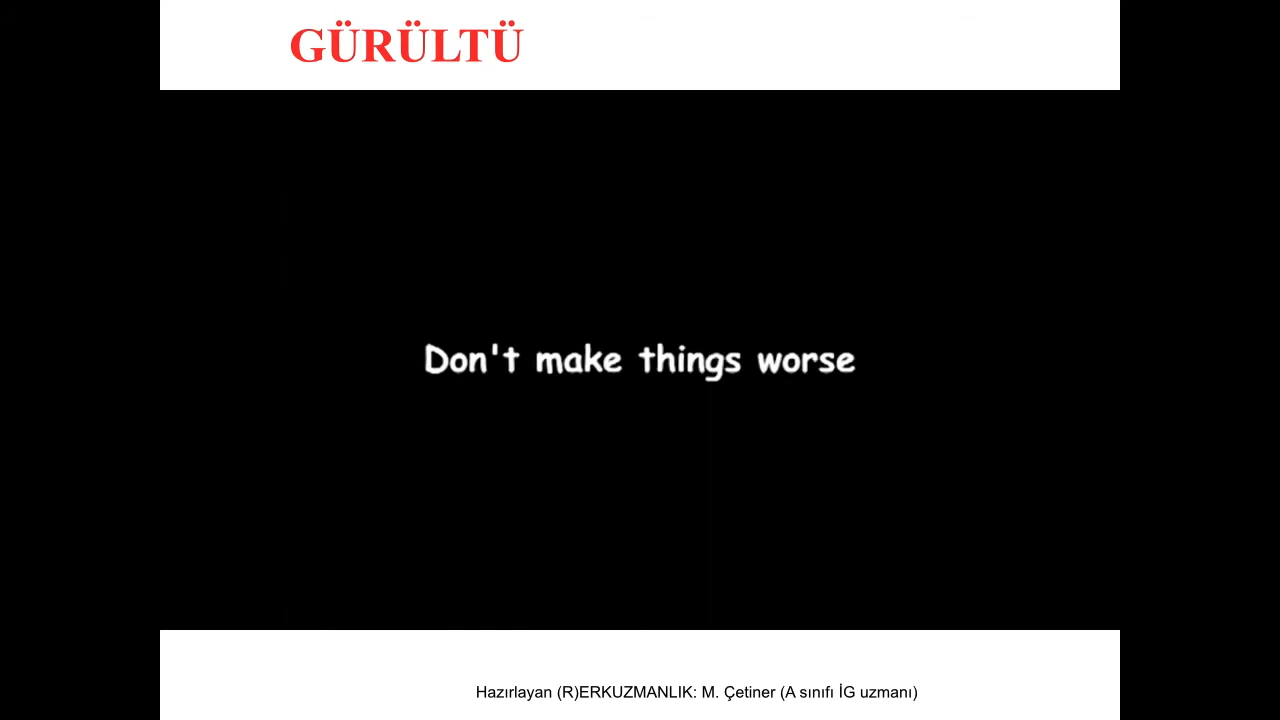 GÜRÜLTÜ
Don't make things worse
Hazırlayan (R)ERKUZMANLIK: M. Çetiner (A sınıfı İG uzmanı)